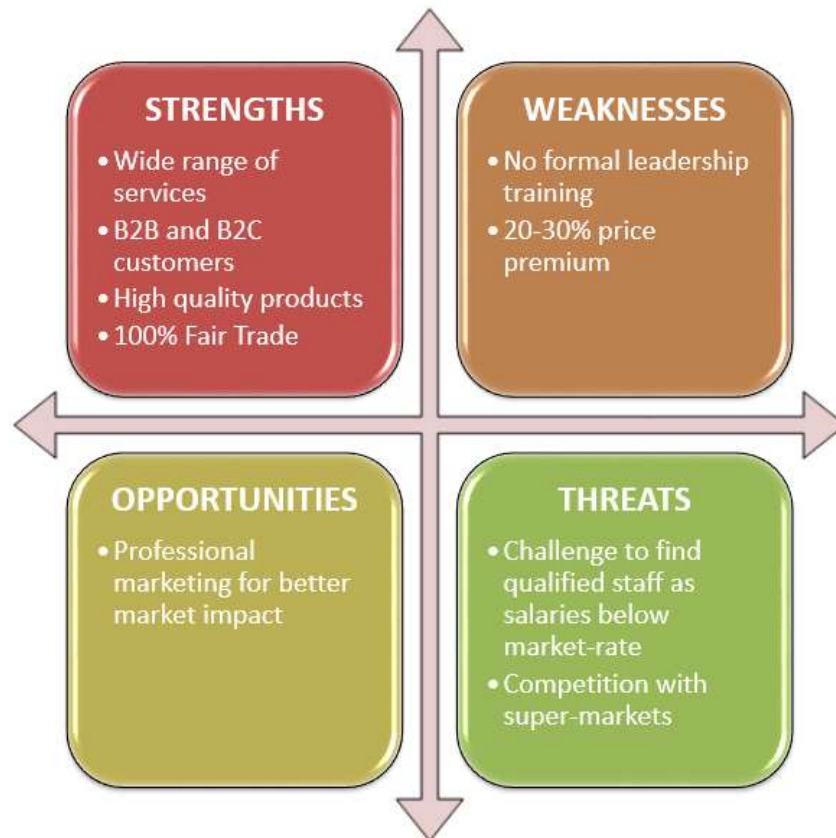 STRENGTHS
• Wide range of
services
• B2B and B2C
customers
• High quality products
• 100% Fair Trade
WEAKNESSES
• No formal leadership
training
• 20-30% price
premium
OPPORTUNITIES
• Professional
marketing for better
market impact
THREATS
• Challenge to find
qualified staff as
salaries below
market-rate
• Competition with
super-markets